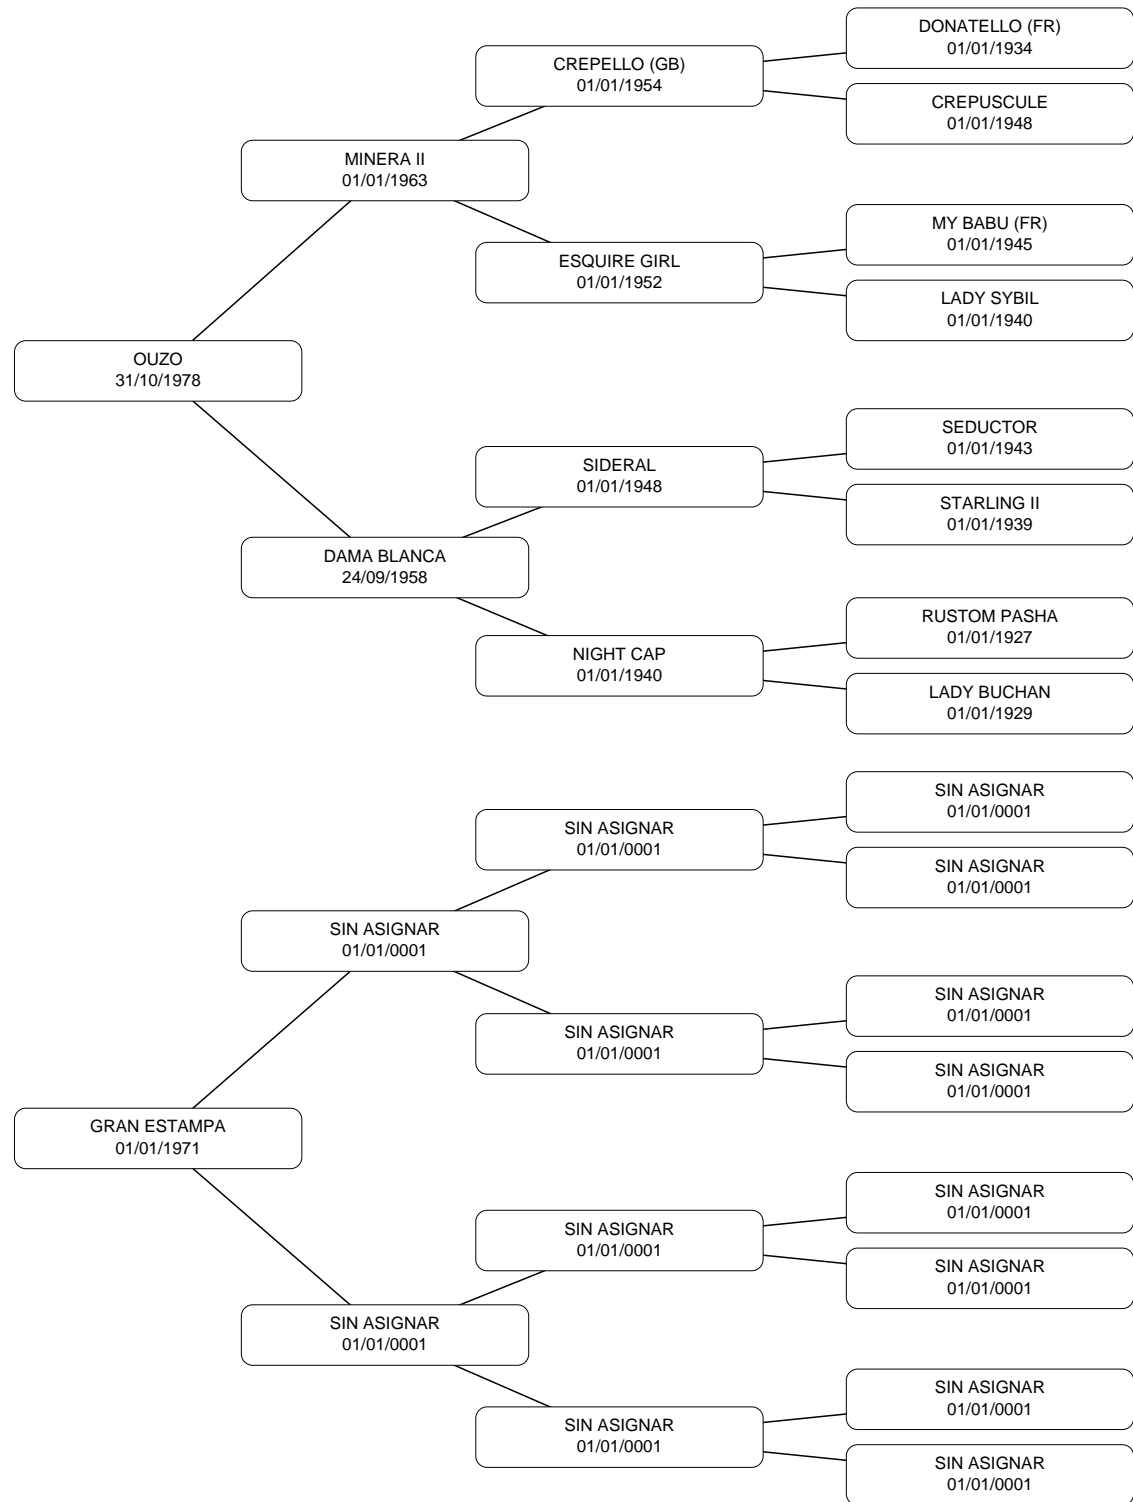 DONATELLO (FR)
01/01/1934
CREPELLO (GB)
01/01/1954
CREPUSCULE
01/01/1948
MINERA II
01/01/1963
MY BABU (FR)
01/01/1945
ESQUIRE GIRL
01/01/1952
LADY SYBIL
01/01/1940
OUZO
31/10/1978
SEDUCTOR
01/01/1943
SIDERAL
01/01/1948
STARLING II
01/01/1939
DAMA BLANCA
24/09/1958
RUSTOM PASHA
01/01/1927
NIGHT CAP
01/01/1940
LADY BUCHAN
01/01/1929
SIN ASIGNAR
01/01/0001
SIN ASIGNAR
01/01/0001
SIN ASIGNAR
01/01/0001
SIN ASIGNAR
01/01/0001
SIN ASIGNAR
01/01/0001
SIN ASIGNAR
01/01/0001
SIN ASIGNAR
01/01/0001
GRAN ESTAMPA
01/01/1971
SIN ASIGNAR
01/01/0001
SIN ASIGNAR
01/01/0001
SIN ASIGNAR
01/01/0001
SIN ASIGNAR
01/01/0001
SIN ASIGNAR
01/01/0001
SIN ASIGNAR
01/01/0001
SIN ASIGNAR
01/01/0001